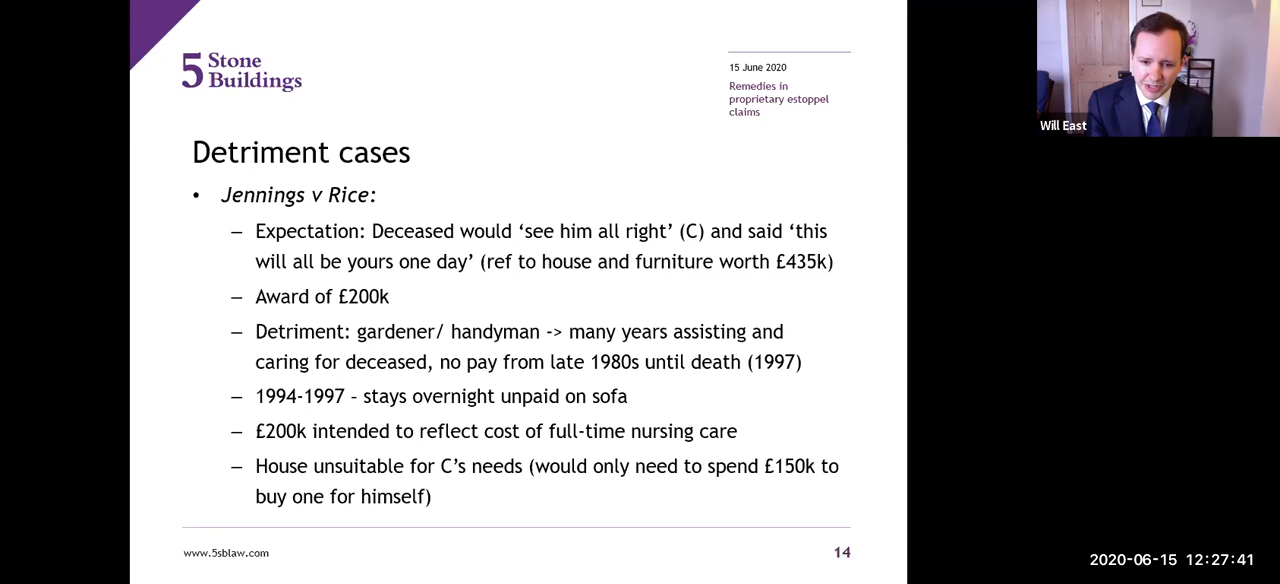 5 Stone
Buildings
15 June 2020
Remedies in
proprietary estoppel
claims
Will East
Detriment cases
• Jennings v Rice:
– Expectation: Deceased would ‘see him all right’ (C) and said ‘this
will all be yours one day’ (ref to house and furniture worth £435k)
– Award of £200k
– Detriment: gardener/ handyman -> many years assisting and
caring for deceased, no pay from late 1980s until death (1997)
– 1994-1997 – stays overnight unpaid on sofa
– £200k intended to reflect cost of full-time nursing care
– House unsuitable for C’s needs (would only need to spend £150k to
buy one for himself)
www.5sblaw.com
14
2020-06-15 12:27:41